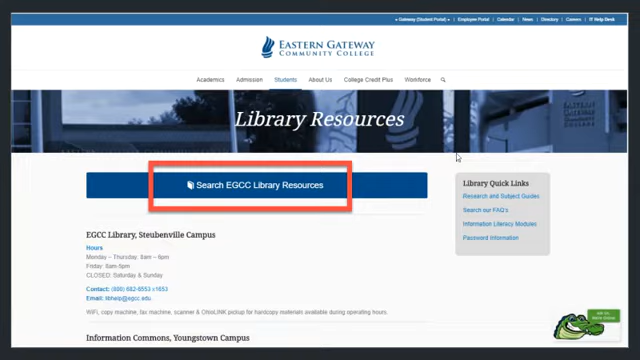 « Gateway (Student Portal) » | Employee Portal | Calendar | News | Directory | Careers | IT Help Desk
EASTERN GATEWAY
COMMUNITY COLLEGE
Academics Admission Students About Us College Credit Plus Workforce
Library Resources
Search EGCC Library Resources
Library Quick Links
Research and Subject Guides
Search our FAQ's
Information Literacy Modules
Password Information
EGCC Library, Steubenville Campus
Hours
Monday – Thursday: 8am – 6pm
Friday: 8am-5pm
CLOSED: Saturday & Sunday
Contact:
Email: libhelp@egcc.edu
WiFi, copy machine, fax machine, scanner & OhioLINK pickup for hardcopy materials available during operating hours.
Information Commons, Youngstown Campus